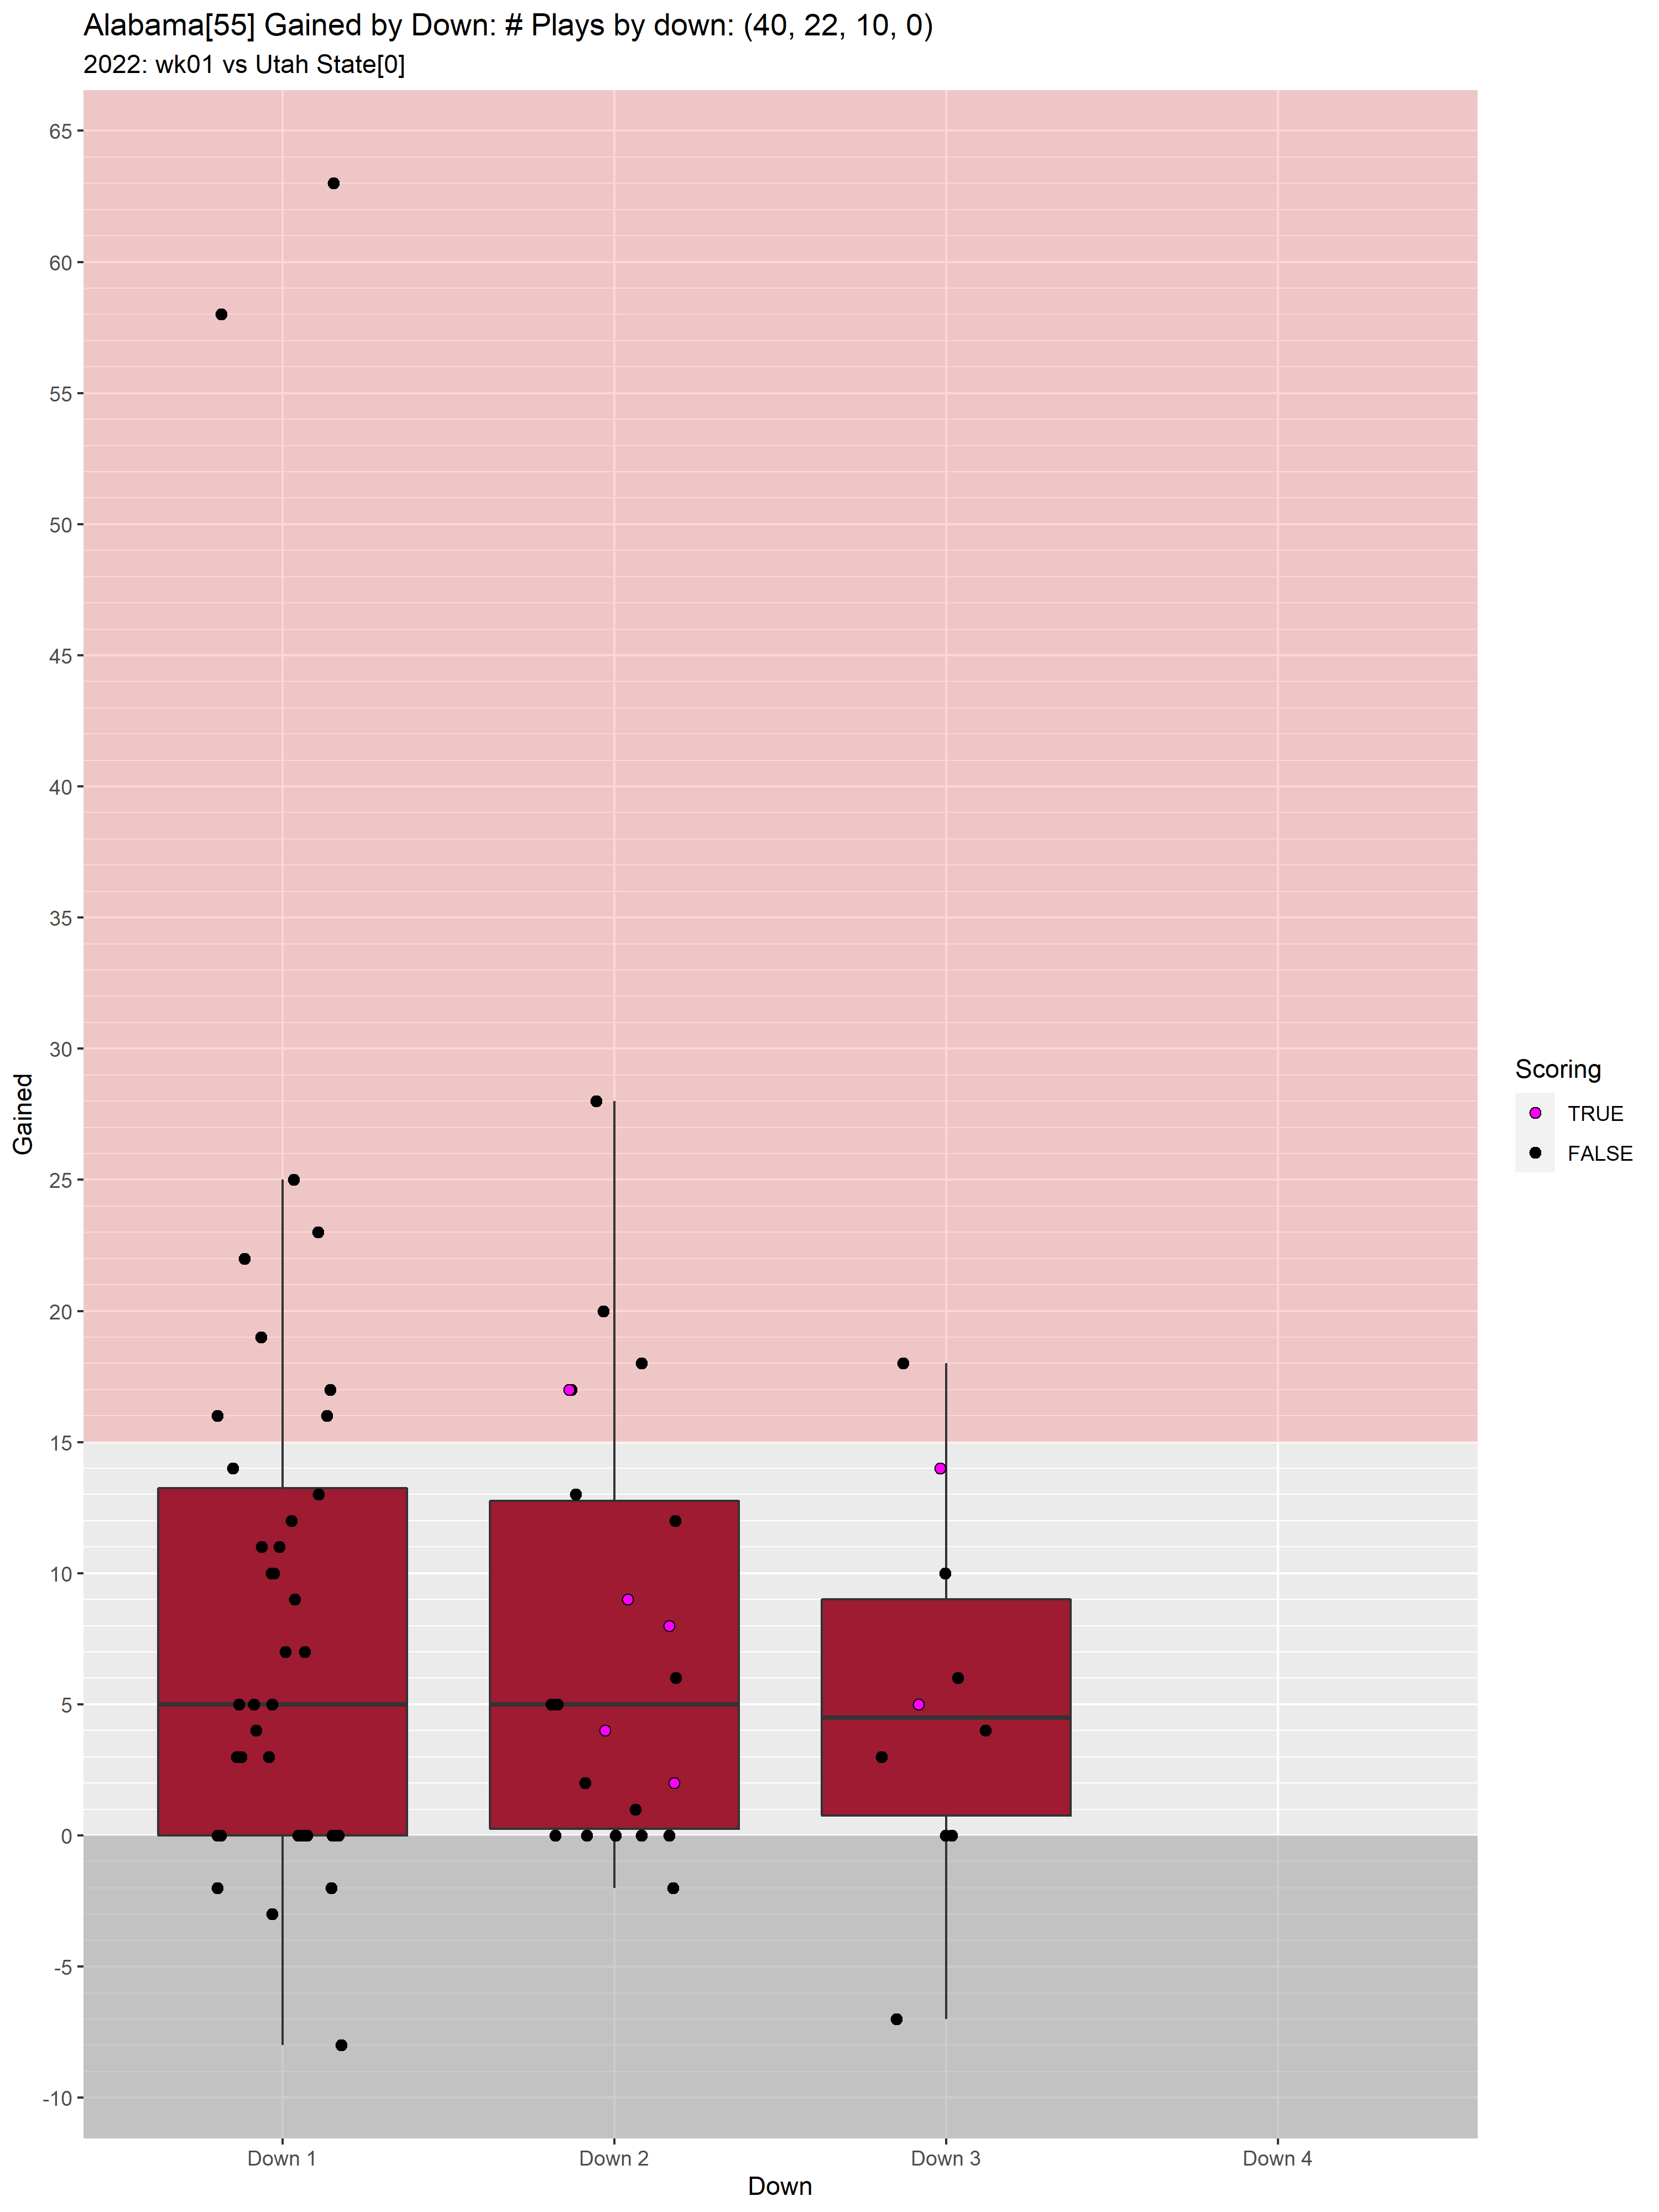 Alabama[55] Gained by Down: # Plays by down: (40, 22, 10, 0)
2022: wk01 vs Utah State[0]
65
60
55
50
45
40
35
30
25
20
15
10
5
0
-5
-10
Gained
Down 1
Down 2
Down 3
Down 4
Down
Scoring
TRUE
FALSE